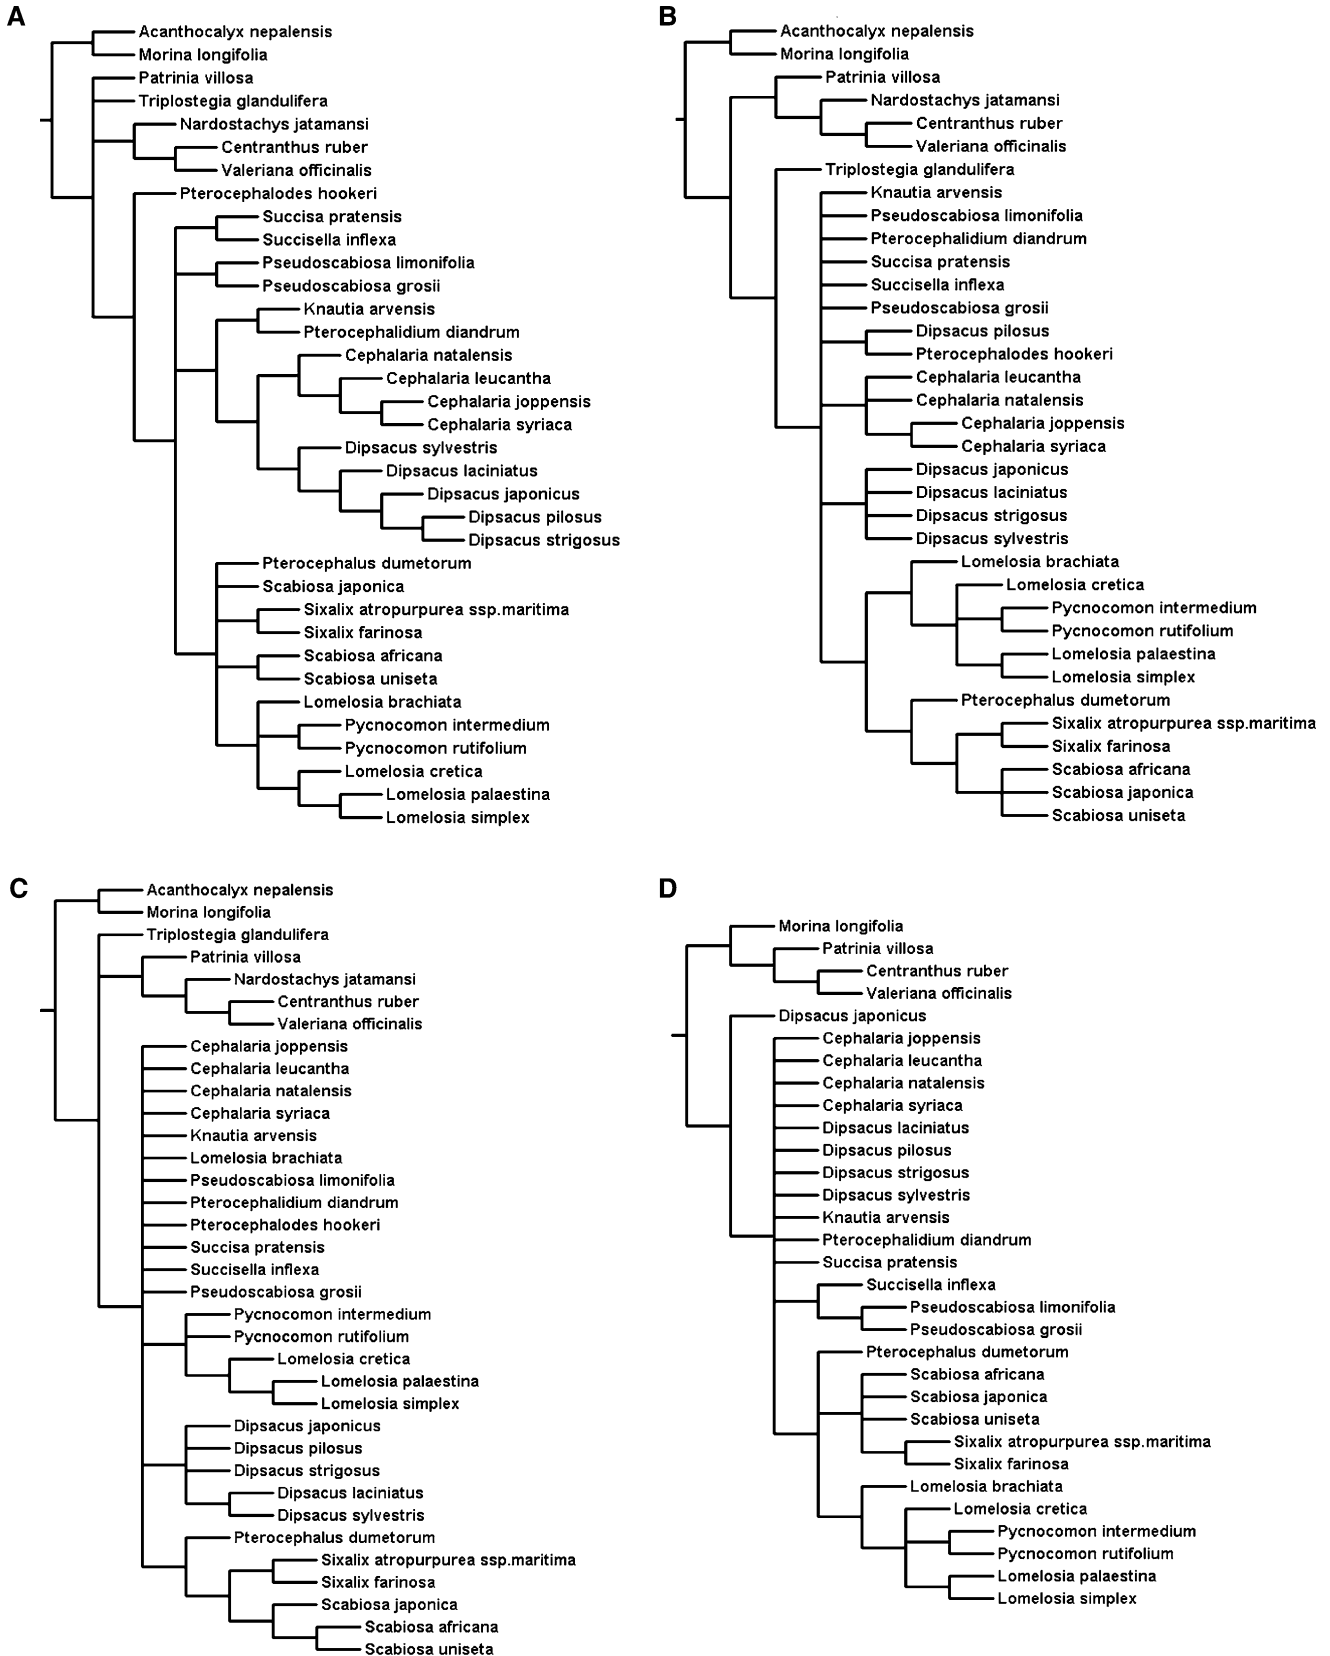 A
Acanthocalyx nepalensis
Morina longifolia
Patrinia villosa
Triplostegia glandulifera
Nardostachys jatamansi
Centranthus ruber
Valeriana officinalis
Pterocephalodes hookeri
Succisa pratensis
Succisella inflexa
Pseudoscabiosa limonifolia
Pseudoscabiosa grosii
Knautia arvensis
Pterocephalidium diandrum
Cephalaria natalensis
Cephalaria leucantha
Cephalaria joppensis
Cephalaria syriaca
Dipsacus sylvestris
Dipsacus laciniatus
Dipsacus japonicus
Dipsacus pilosus
Dipsacus strigosus
Pterocephalus dumetorum
Scabiosa japonica
Sixalix atropurpurea ssp.maritima
Sixalix farinosa
Scabiosa africana
Scabiosa uniseta
Lomelosia brachiata
Pycnocomon intermedium
Pycnocomon rutifolium
Lomelosia cretica
Lomelosia palaestina
Lomelosia simplex
B
Acanthocalyx nepalensis
Morina longifolia
Patrinia villosa
Nardostachys jatamansi
Centranthus ruber
Valeriana officinalis
Triplostegia glandulifera
Knautia arvensis
Pseudoscabiosa limonifolia
Pterocephalidium diandrum
Succisa pratensis
Succisella inflexa
Pseudoscabiosa grosii
Dipsacus pilosus
Pterocephalodes hookeri
Cephalaria leucantha
Cephalaria natalensis
Cephalaria joppensis
Cephalaria syriaca
Dipsacus japonicus
Dipsacus laciniatus
Dipsacus strigosus
Dipsacus sylvestris
Lomelosia brachiata
Lomelosia cretica
Pycnocomon intermedium
Pycnocomon rutifolium
Lomelosia palaestina
Lomelosia simplex
Pterocephalus dumetorum
Sixalix atropurpurea ssp.maritima
Sixalix farinosa
Scabiosa africana
Scabiosa japonica
Scabiosa uniseta
C
Acanthocalyx nepalensis
Morina longifolia
Triplostegia glandulifera
Patrinia villosa
Nardostachys jatamansi
Centranthus ruber
Valeriana officinalis
Cephalaria joppensis
Cephalaria leucantha
Cephalaria natalensis
Cephalaria syriaca
Knautia arvensis
Lomelosia brachiata
Pseudoscabiosa limonifolia
Pterocephalidium diandrum
Pterocephalodes hookeri
Succisa pratensis
Succisella inflexa
Pseudoscabiosa grosii
Pycnocomon intermedium
Pycnocomon rutifolium
Lomelosia cretica
Lomelosia palaestina
Lomelosia simplex
Dipsacus japonicus
Dipsacus pilosus
Dipsacus strigosus
Dipsacus laciniatus
Dipsacus sylvestris
Pterocephalus dumetorum
Sixalix atropurpurea ssp.maritima
Sixalix farinosa
Scabiosa japonica
Scabiosa africana
Scabiosa uniseta
D
Morina longifolia
Patrinia villosa
Centranthus ruber
Valeriana officinalis
Dipsacus japonicus
Cephalaria joppensis
Cephalaria leucantha
Cephalaria natalensis
Cephalaria syriaca
Dipsacus laciniatus
Dipsacus pilosus
Dipsacus strigosus
Dipsacus sylvestris
Knautia arvensis
Pterocephalidium diandrum
Succisa pratensis
Succisella inflexa
Pseudoscabiosa limonifolia
Pseudoscabiosa grosii
Pterocephalus dumetorum
Scabiosa africana
Scabiosa japonica
Scabiosa uniseta
Sixalix atropurpurea ssp.maritima
Sixalix farinosa
Lomelosia brachiata
Lomelosia cretica
Pycnocomon intermedium
Pycnocomon rutifolium
Lomelosia palaestina
Lomelosia simplex